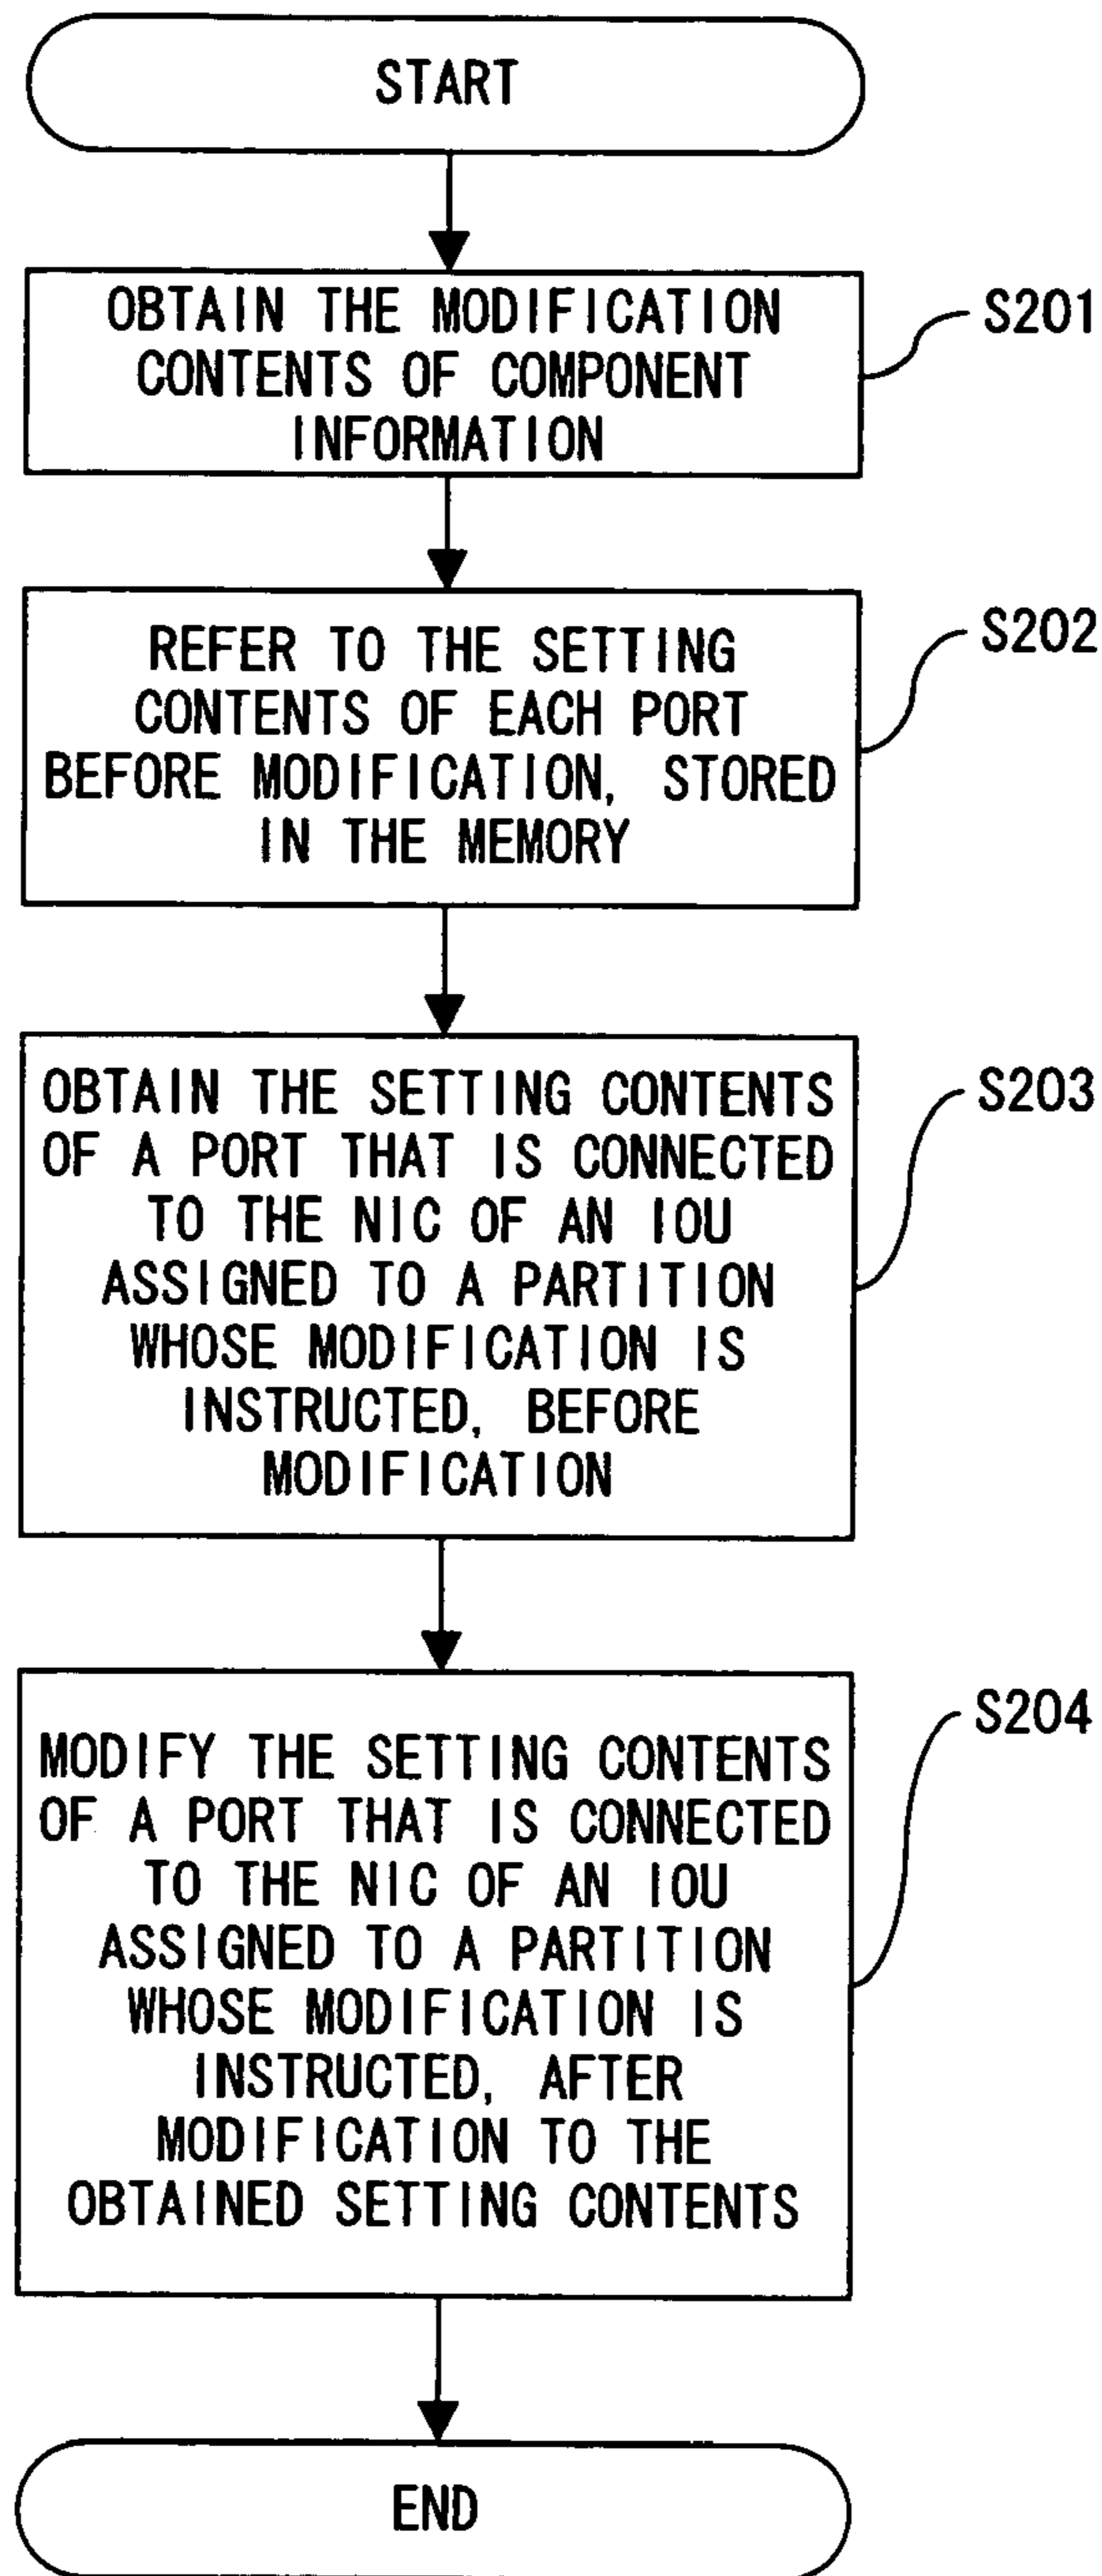 START
OBTAIN THE MODIFICATION
CONTENTS OF COMPONENT
INFORMATION
S201
REFER TO THE SETTING
CONTENTS OF EACH PORT
BEFORE MODIFICATION, STORED
IN THE MEMORY
S202
OBTAIN THE SETTING CONTENTS
OF A PORT THAT IS CONNECTED
TO THE NIC OF AN IOU
ASSIGNED TO A PARTITION
WHOSE MODIFICATION IS
INSTRUCTED, BEFORE
MODIFICATION
S203
MODIFY THE SETTING CONTENTS
OF A PORT THAT IS CONNECTED
TO THE NIC OF AN IOU
ASSIGNED TO A PARTITION
WHOSE MODIFICATION IS
INSTRUCTED, AFTER
MODIFICATION TO THE
OBTAINED SETTING CONTENTS
S204
END